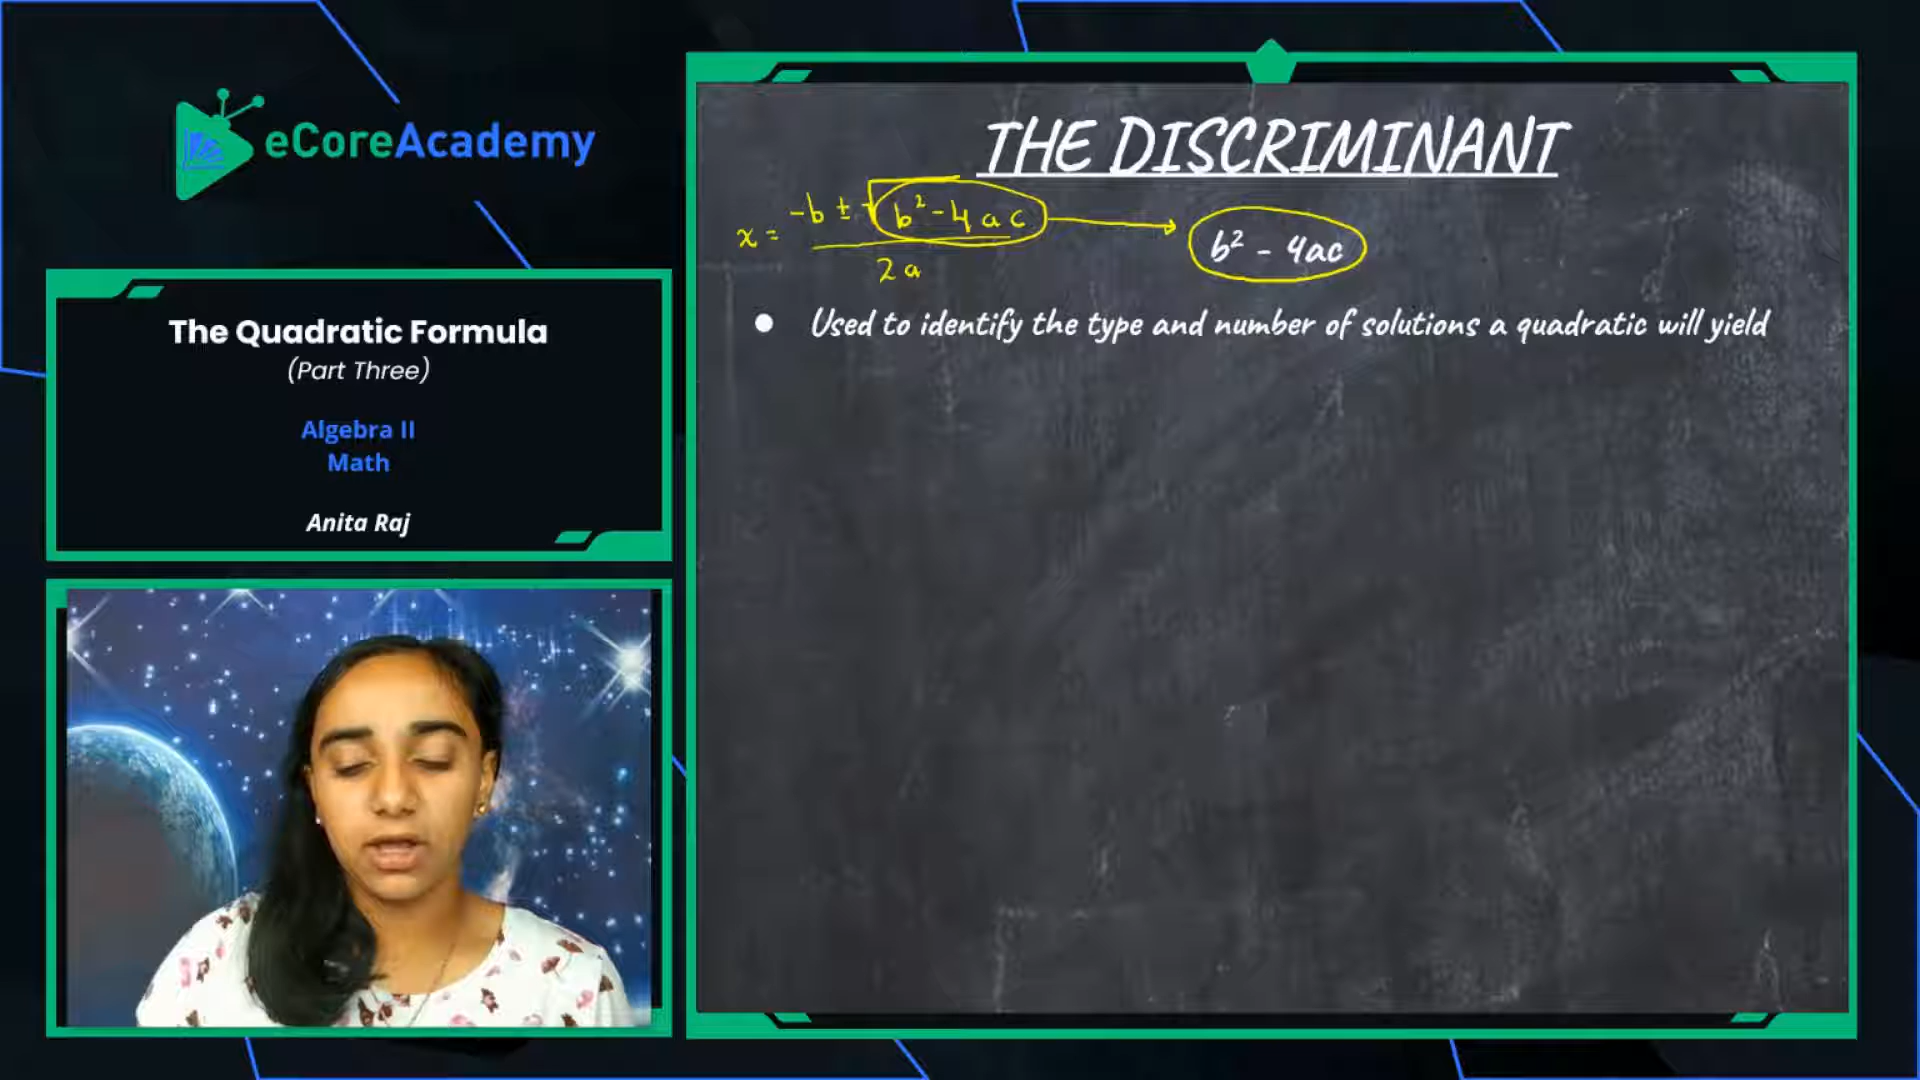 eCoreAcademy
The Quadratic Formula
(Part Three)
Algebra II
Math
Anita Raj
THE DISCRIMINANT
x = -b ± √b² - 4ac
2a
b² - 4ac
● Used to identify the type and number of solutions a quadratic will yield